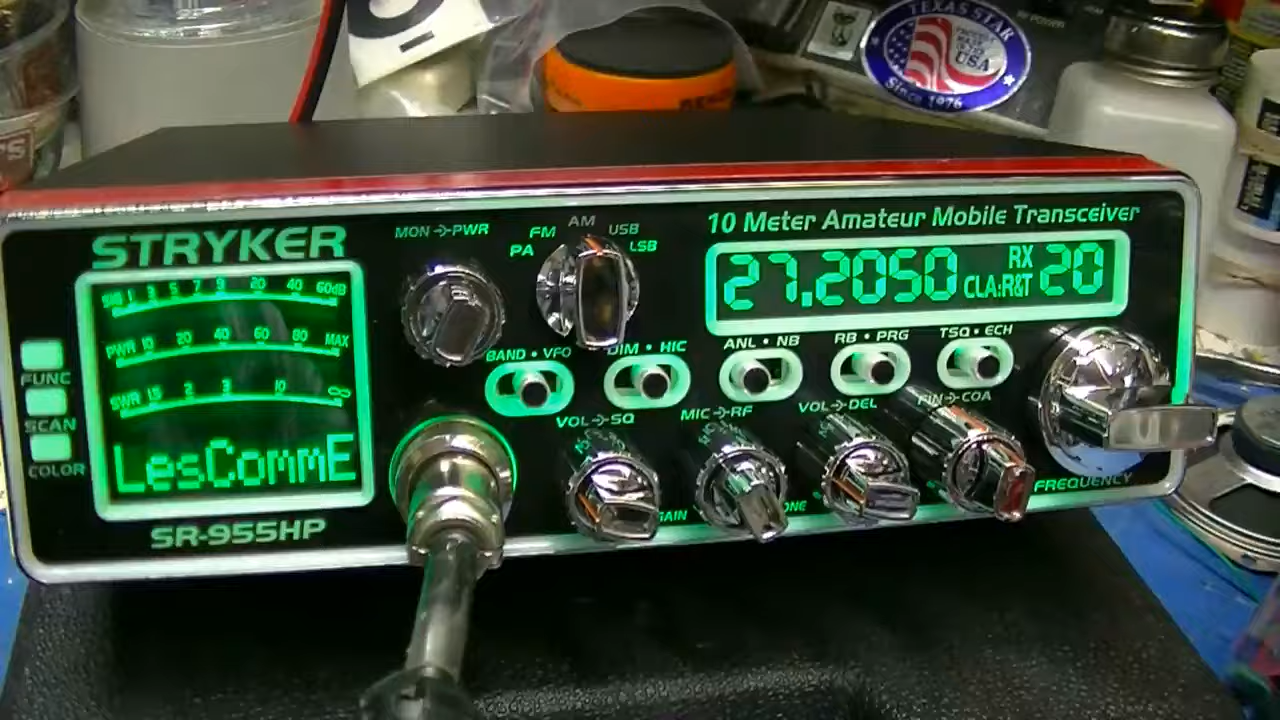 TEXAS STAR
USA
Since 1976
RF POWER
STRYKER
MON->PWR
PA
FM
AM
USB
LSB
10 Meter Amateur Mobile Transceiver
27.2050
RX
CLA:R&T
20
1 3 5 7 9 20 40 60dB
PWR 10 20 40 60 80 MAX
SWR 1.5 2 3 10 ∞
LesCommE
SR-955HP
FUNC
SCAN
COLOR
BAND • VFO
DIM • HIC
ANL • NB
RB • PRG
TSQ • ECH
VOL->SQ
MIC->RF
VOL->DEL
FIN->COA
FREQUENCY